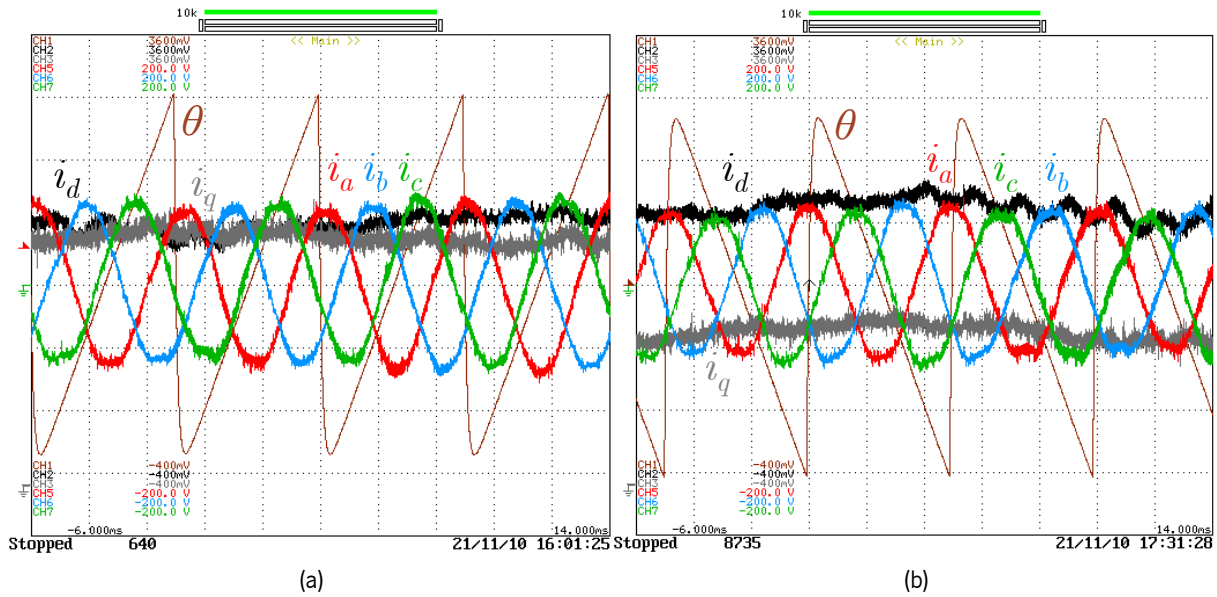 10k
CH1 3600mV
CH2 3600mV
CH3 3600mV
CH5 200.0 V
CH6 200.0 V
CH7 200.0 V
<< Main >>
θ
i_d
i_q
i_a
i_b
i_c
CH1 -400mV
CH2 -400mV
CH3 -400mV
CH5 -200.0 V
CH6 -200.0 V
CH7 -200.0 V
-6.000ms
14.000ms
Stopped 640 21/11/10 16:01:25
(a)
10k
CH1 3600mV
CH2 3600mV
CH3 3600mV
CH5 200.0 V
CH6 200.0 V
CH7 200.0 V
<< Main >>
θ
i_d
i_a
i_c
i_b
i_q
CH1 -400mV
CH2 -400mV
CH3 -400mV
CH5 -200.0 V
CH6 -200.0 V
CH7 -200.0 V
-6.000ms
14.000ms
Stopped 8735 21/11/10 17:31:28
(b)